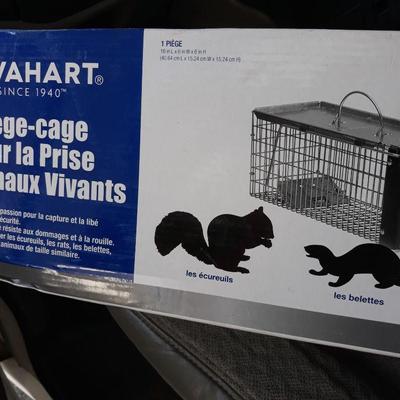 VAHART®
SINCE 1940™
ège-cage
ur la Prise
naux Vivants
passion pour la capture et la libé
écurité.
é résiste aux dommages et à la rouille.
er les écureuils, les rats, les belettes,
animaux de taille similaire.
1 PIÈGE
16 in L x 6 in W x 6 in H
(40.64 cm L x 15.24 cm W x 15.24 cm H)
les écureuils
les belettes